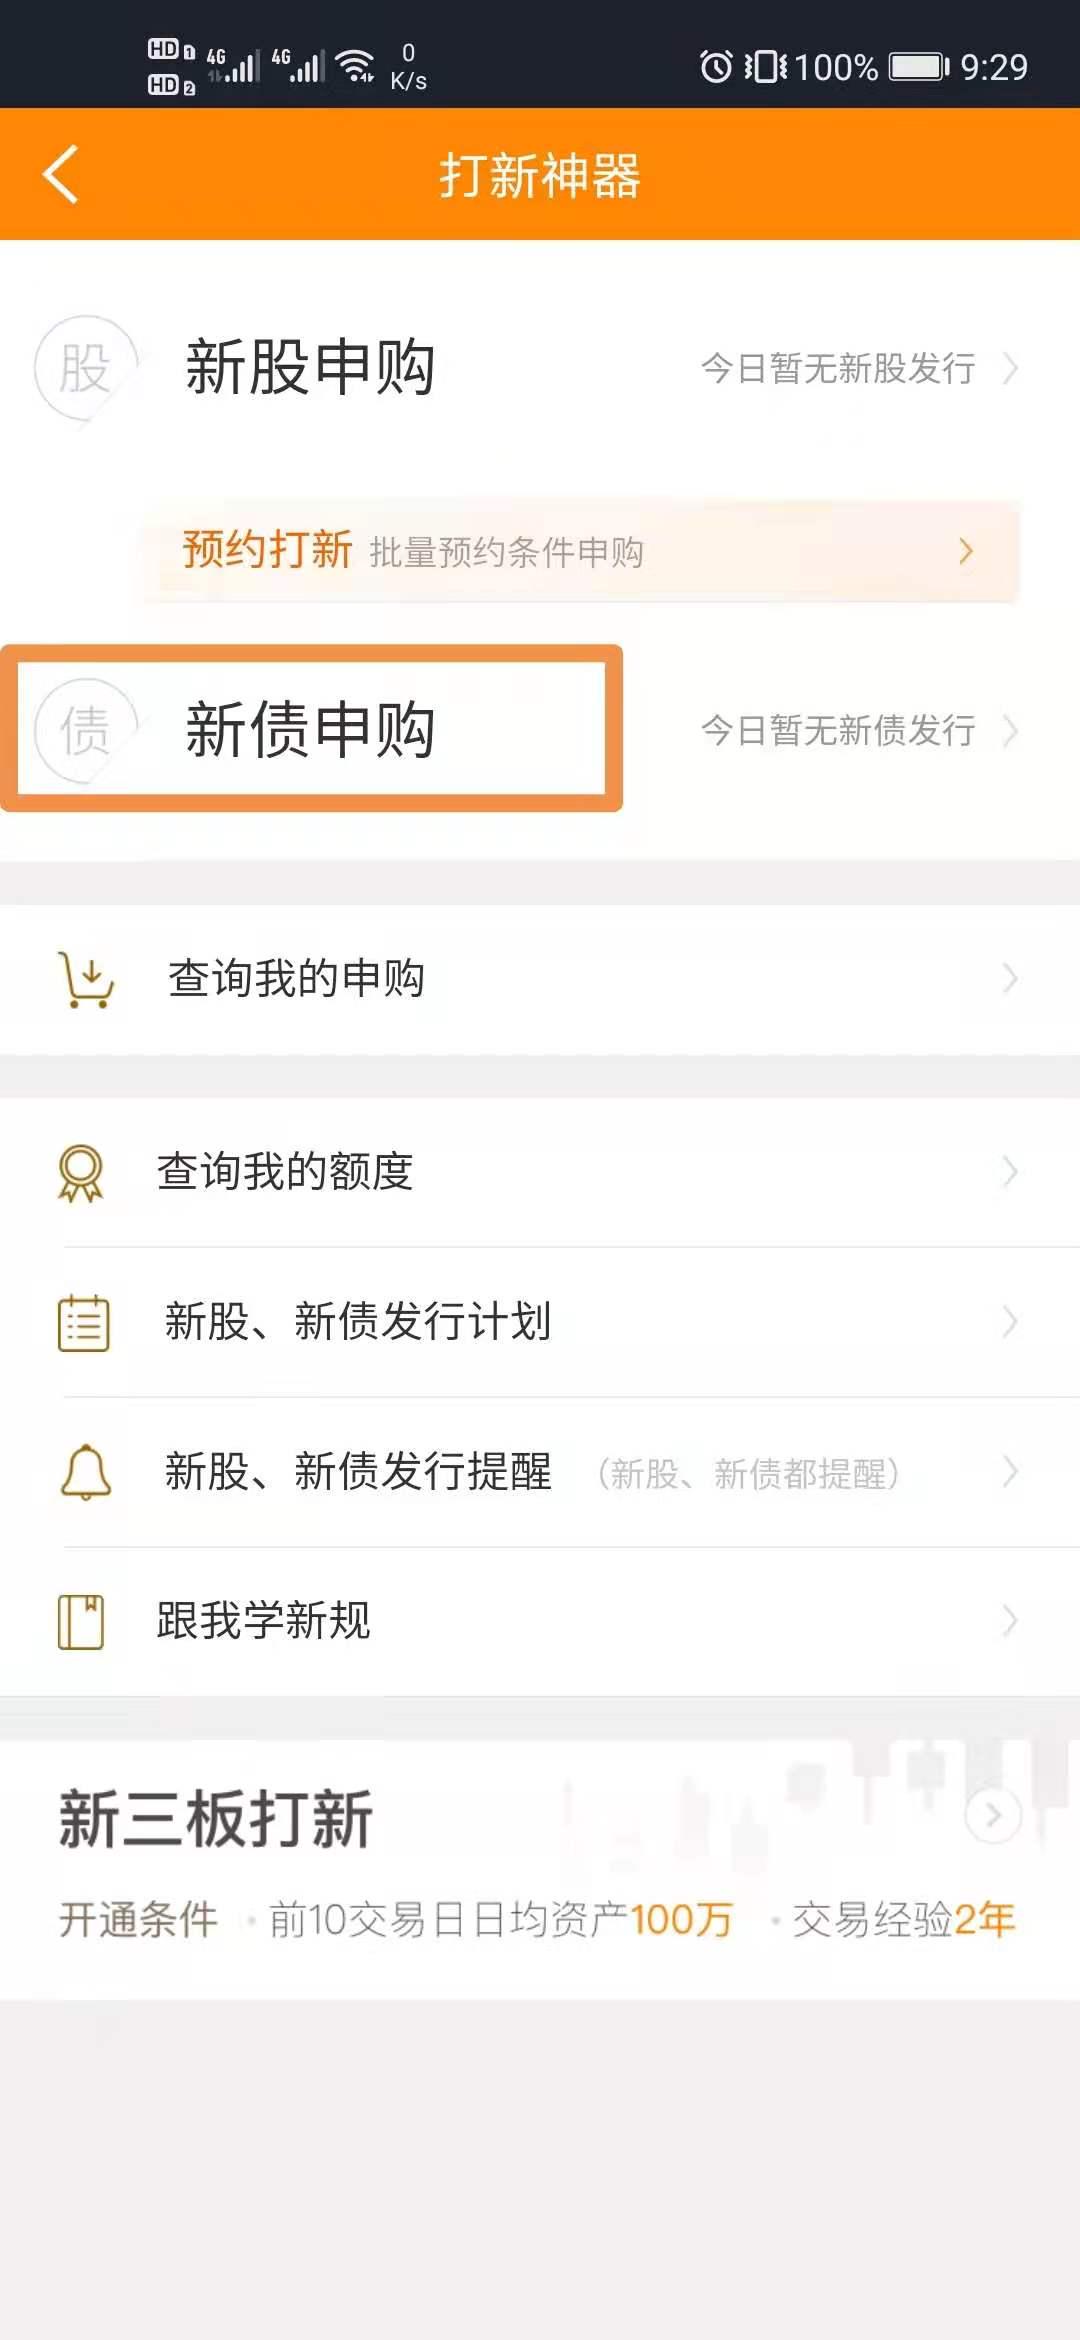 HD 1 4G 4G 0 K/s 100% 9:29
HD 2
打新神器
股 新股申购 今日暂无新股发行
预约打新 批量预约条件申购
债 新债申购 今日暂无新债发行
查询我的申购
查询我的额度
新股、新债发行计划
新股、新债发行提醒 (新股、新债都提醒)
跟我学新规
新三板打新
开通条件 · 前10交易日日均资产100万 · 交易经验2年